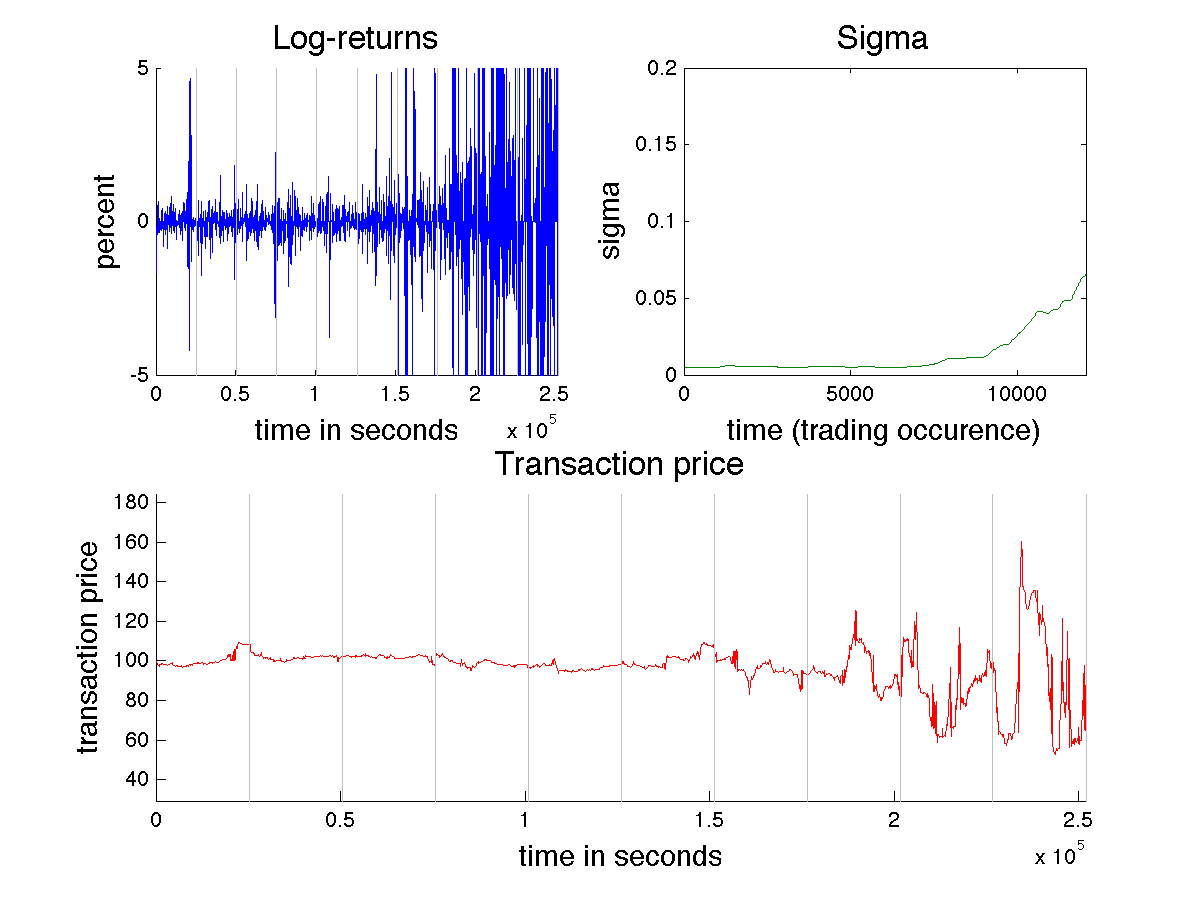 Log-returns
5
0
-5
percent
0 0.5 1 1.5 2 2.5
x 10^5
time in seconds
Sigma
0.2
0.15
0.1
0.05
0
sigma
0 5000 10000
time (trading occurence)
Transaction price
180
160
140
120
100
80
60
40
transaction price
0 0.5 1 1.5 2 2.5
x 10^5
time in seconds